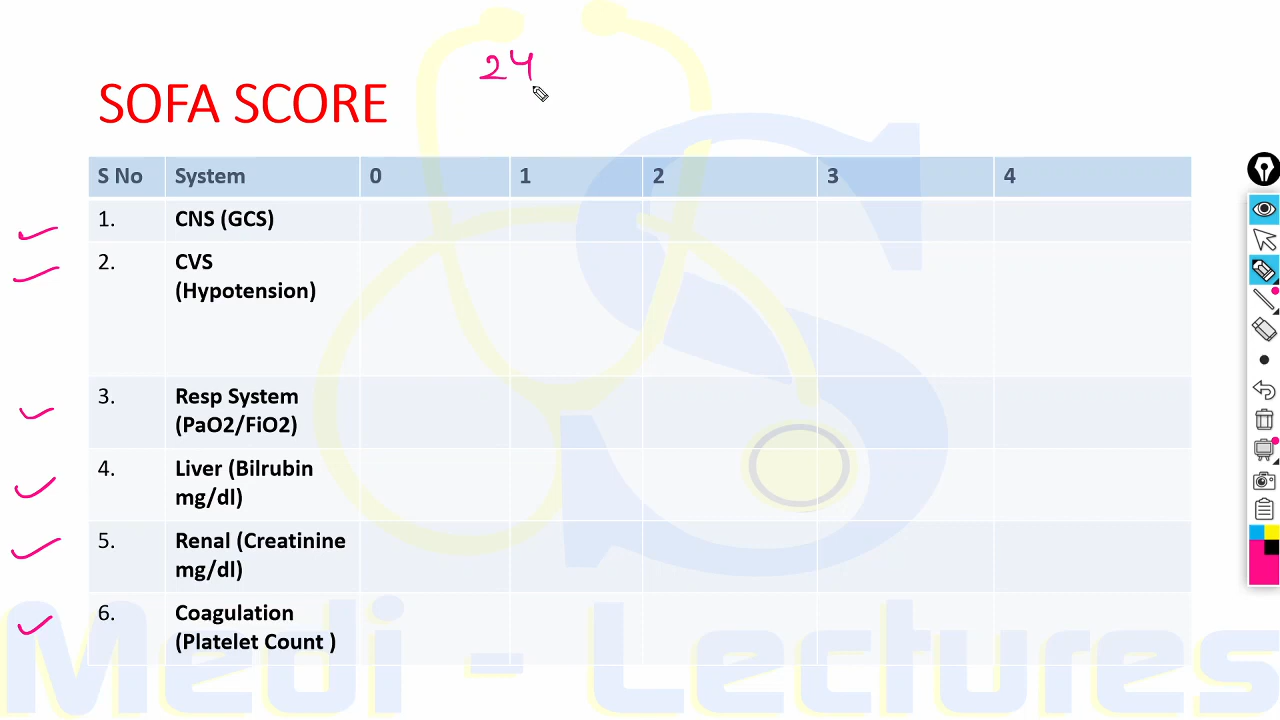 24
SOFA SCORE
S No System 0 1 2 3 4
1. CNS (GCS)
2. CVS
(Hypotension)
3. Resp System
(PaO2/FiO2)
4. Liver (Bilrubin
mg/dl)
5. Renal (Creatinine
mg/dl)
6. Coagulation
(Platelet Count )
Medi - Lectures